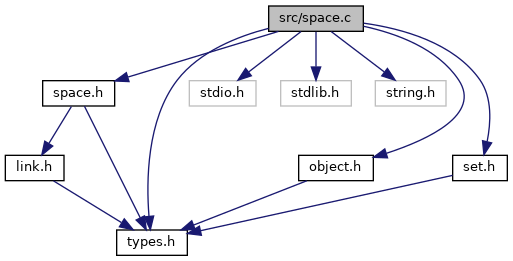 src/space.c
space.h
stdio.h
stdlib.h
string.h
link.h
object.h
set.h
types.h